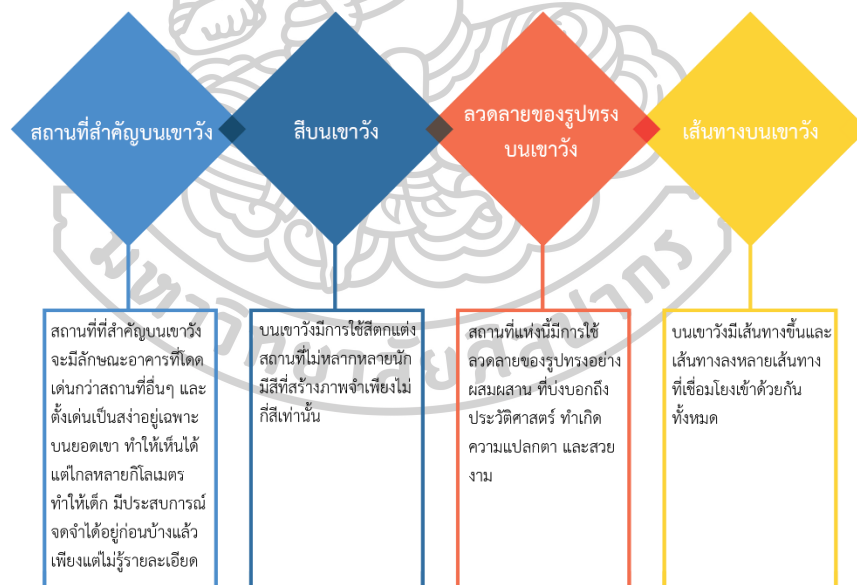 สถานที่สำคัญบนเขาวัง
สีบนเขาวัง
ลวดลายของรูปทรง
บนเขาวัง
เส้นทางบนเขาวัง
สถานที่ที่สำคัญบนเขาวัง
จะมีลักษณะอาคารที่โดด
เด่นกว่าสถานที่อื่นๆ และ
ตั้งเด่นเป็นสง่าอยู่เฉพาะ
บนยอดเขา ทำให้เห็นได้
แต่ไกลหลายกิโลเมตร
ทำให้เด็ก มีประสบการณ์
จดจำได้อยู่ก่อนบ้างแล้ว
เพียงแต่ไม่รู้รายละเอียด
บนเขาวังมีการใช้สีตกแต่ง
สถานที่ไม่หลากหลายนัก
มีสีที่สร้างภาพจำเพียงไม่
กี่สีเท่านั้น
สถานที่แห่งนี้มีการใช้
ลวดลายของรูปทรงอย่าง
ผสมผสาน ที่บ่งบอกถึง
ประวัติศาสตร์ ทำเกิด
ความแปลกตา และสวย
งาม
บนเขาวังมีเส้นทางขึ้นและ
เส้นทางลงหลายเส้นทาง
ที่เชื่อมโยงเข้าด้วยกัน
ทั้งหมด
มหาวิทยาลัยศิลปากร